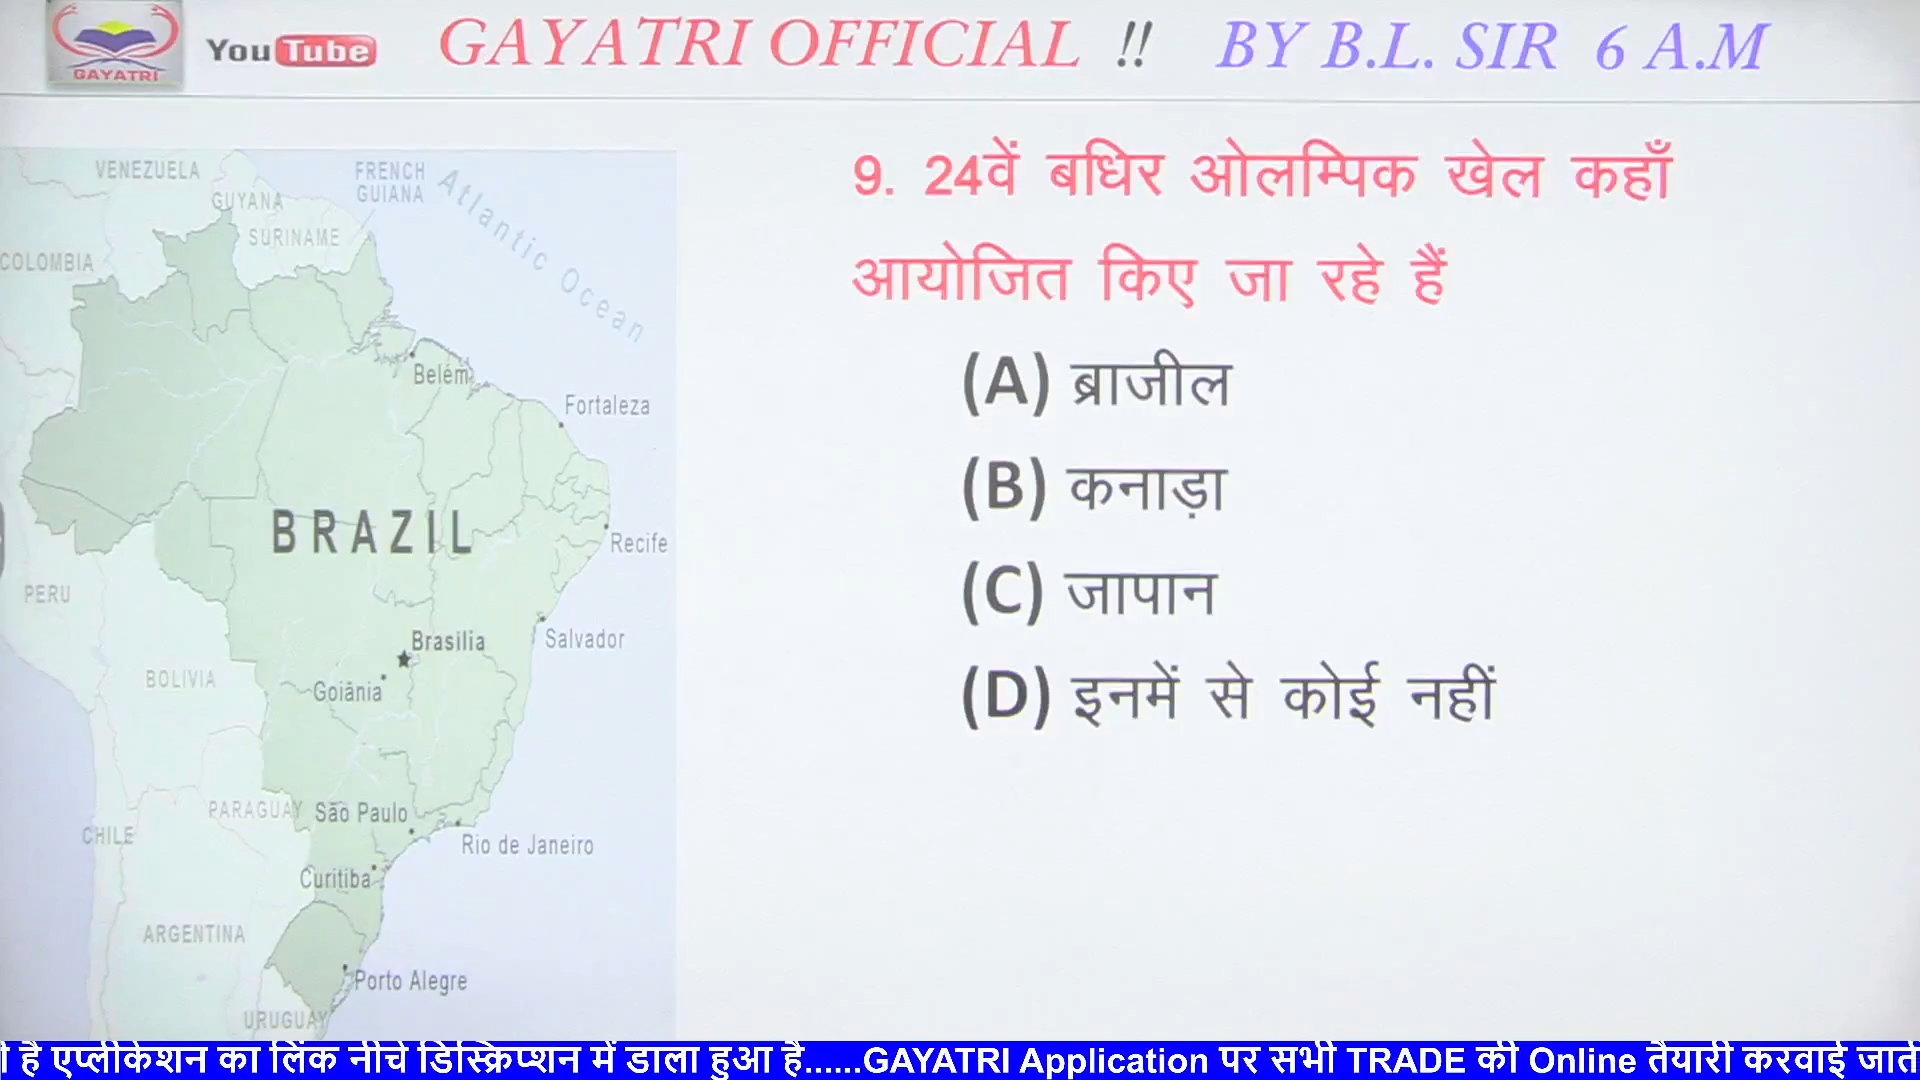 GAYATRI
YouTube
GAYATRI OFFICIAL !! BY B.L. SIR 6 A.M
9. 24वें बधिर ओलम्पिक खेल कहाँ
आयोजित किए जा रहे हैं
(A) ब्राजील
(B) कनाड़ा
(C) जापान
(D) इनमें से कोई नहीं
VENEZUELA
FRENCH
GUIANA
GUYANA
SURINAME
COLOMBIA
Atlantic Ocean
Belém
Fortaleza
BRAZIL
Recife
PERU
Brasilia
Salvador
BOLIVIA
Goiânia
PARAGUAY
São Paulo
CHILE
Rio de Janeiro
Curitiba
ARGENTINA
Porto Alegre
URUGUAY
है एप्लीकेशन का लिंक नीचे डिस्क्रिप्शन में डाला हुआ है......GAYATRI Application पर सभी TRADE की Online तैयारी करवाई जाती